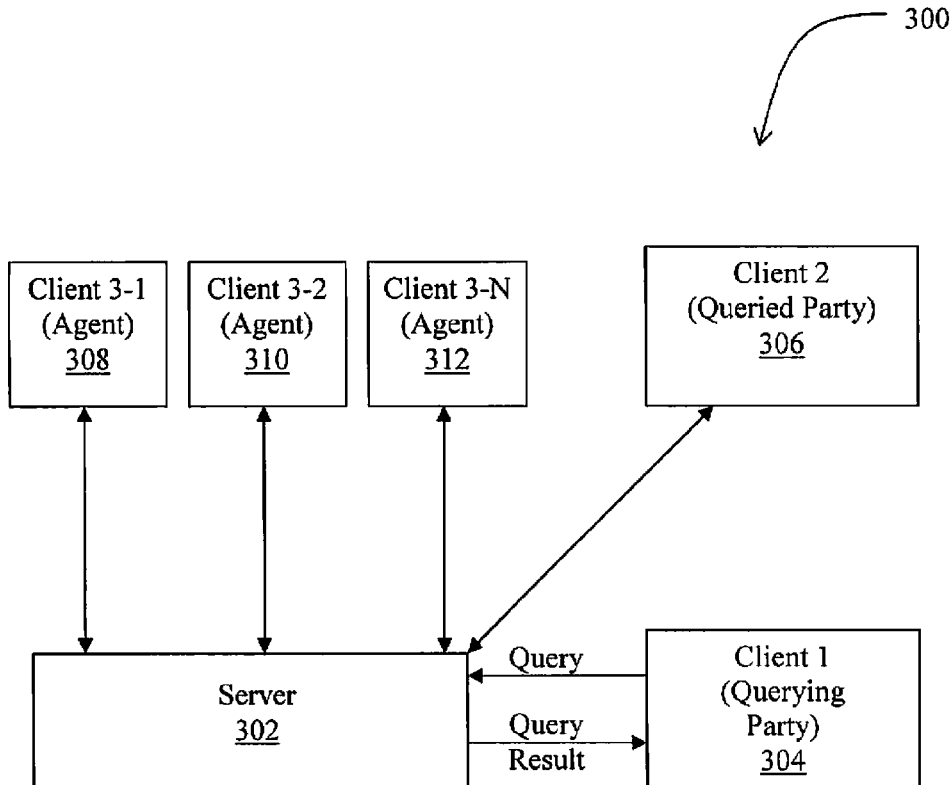 300
Client 3-1
(Agent)
308
Client 3-2
(Agent)
310
Client 3-N
(Agent)
312
Client 2
(Queried Party)
306
Server
302
Query
Query
Result
Client 1
(Querying
Party)
304